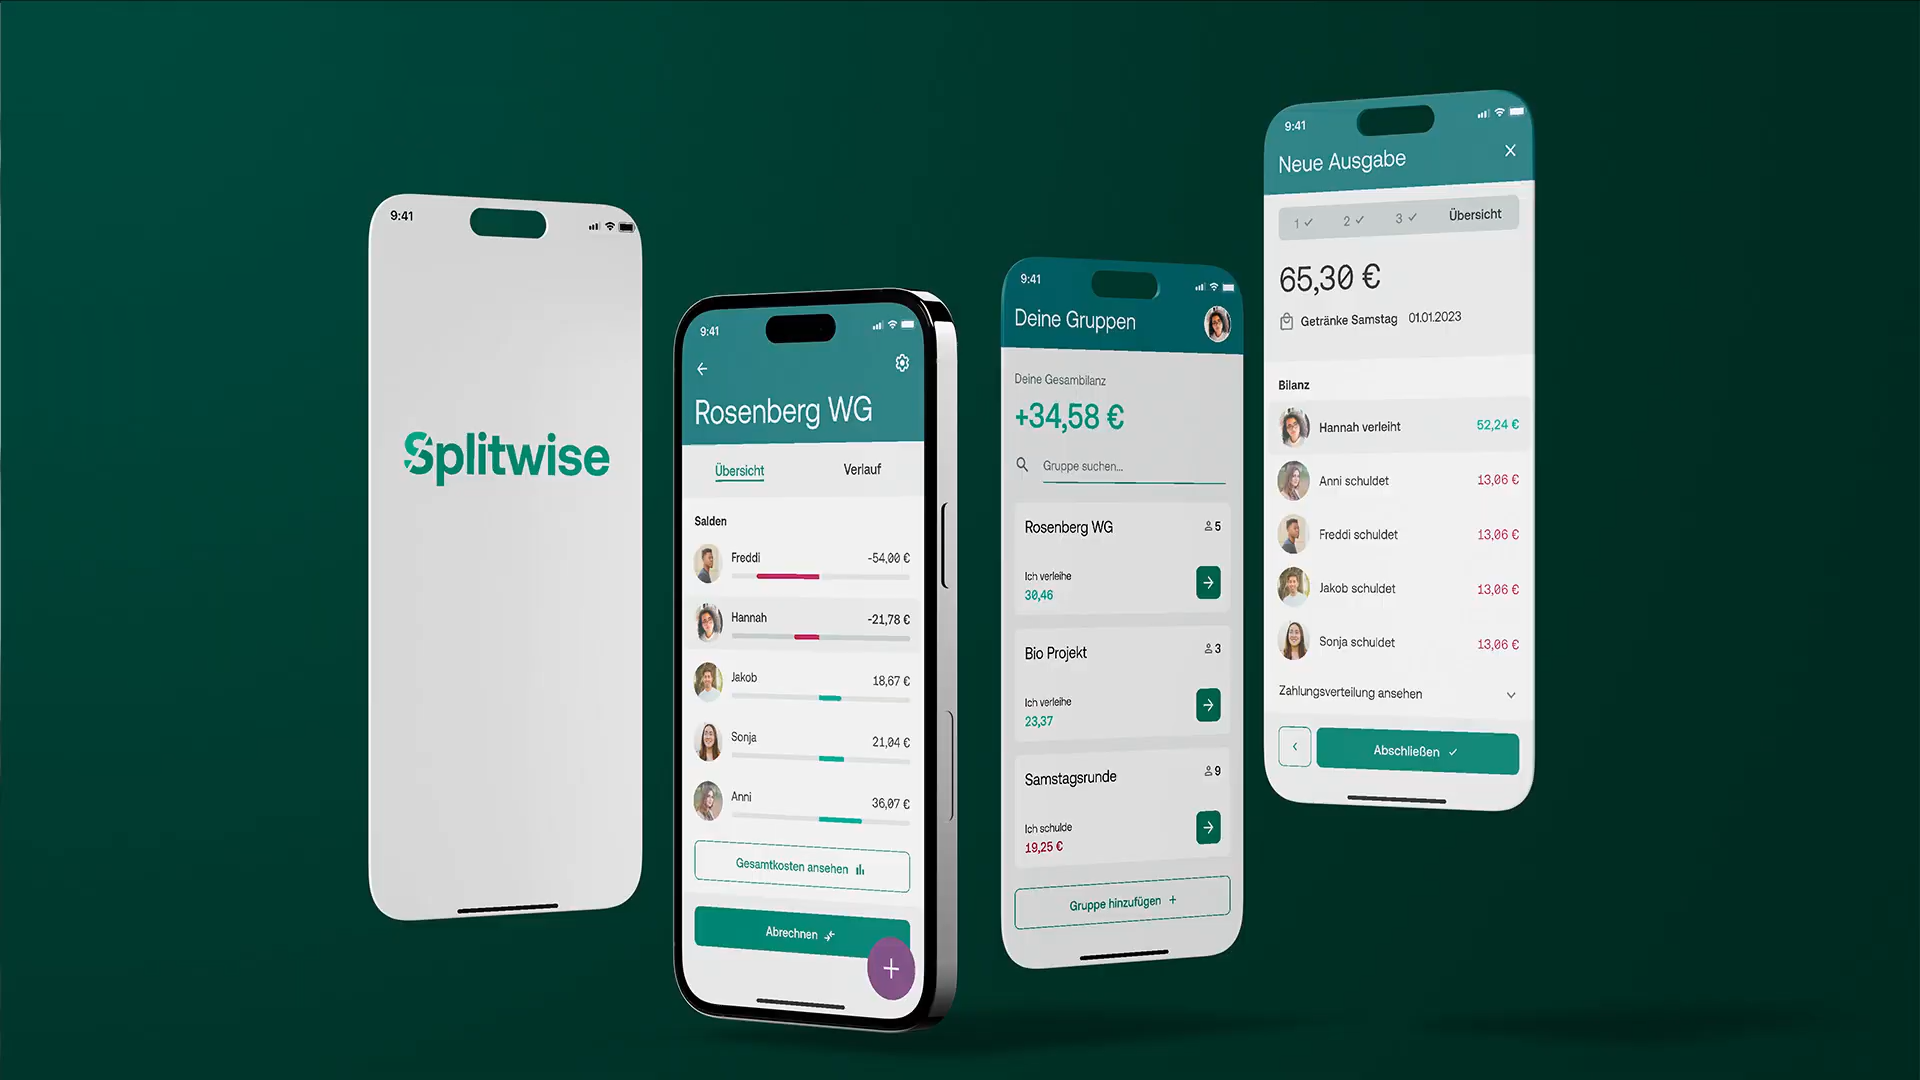 9:41
Splitwise
9:41
Rosenberg WG
Übersicht Verlauf
Salden
Freddi -54,00 €
Hannah -21,78 €
Jakob 18,67 €
Sonja 21,04 €
Anni 36,07 €
Gesamtkosten ansehen
Abrechnen
+
9:41
Deine Gruppen
Deine Gesambilanz
+34,58 €
Gruppe suchen...
Rosenberg WG 5
Ich verleihe
30,46
Bio Projekt 3
Ich verleihe
23,37
Samstagsrunde 9
Ich schulde
19,25 €
Gruppe hinzufügen +
9:41
Neue Ausgabe
1 2 3 Übersicht
65,30 €
Getränke Samstag 01.01.2023
Bilanz
Hannah verleiht 52,24 €
Anni schuldet 13,06 €
Freddi schuldet 13,06 €
Jakob schuldet 13,06 €
Sonja schuldet 13,06 €
Zahlungsverteilung ansehen
Abschließen